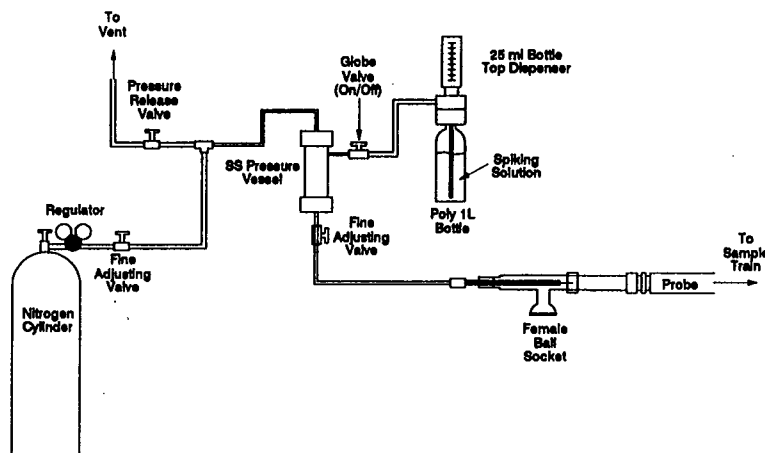 To
Vent
Pressure
Release
Valve
Globe
Valve
(On/Off)
25 ml Bottle
Top Dispenser
SS Pressure
Vessel
Spiking
Solution
Poly 1L
Bottle
Regulator
Fine
Adjusting
Valve
Fine
Adjusting
Valve
Nitrogen
Cylinder
To
Sample
Train
Probe
Female
Ball
Socket